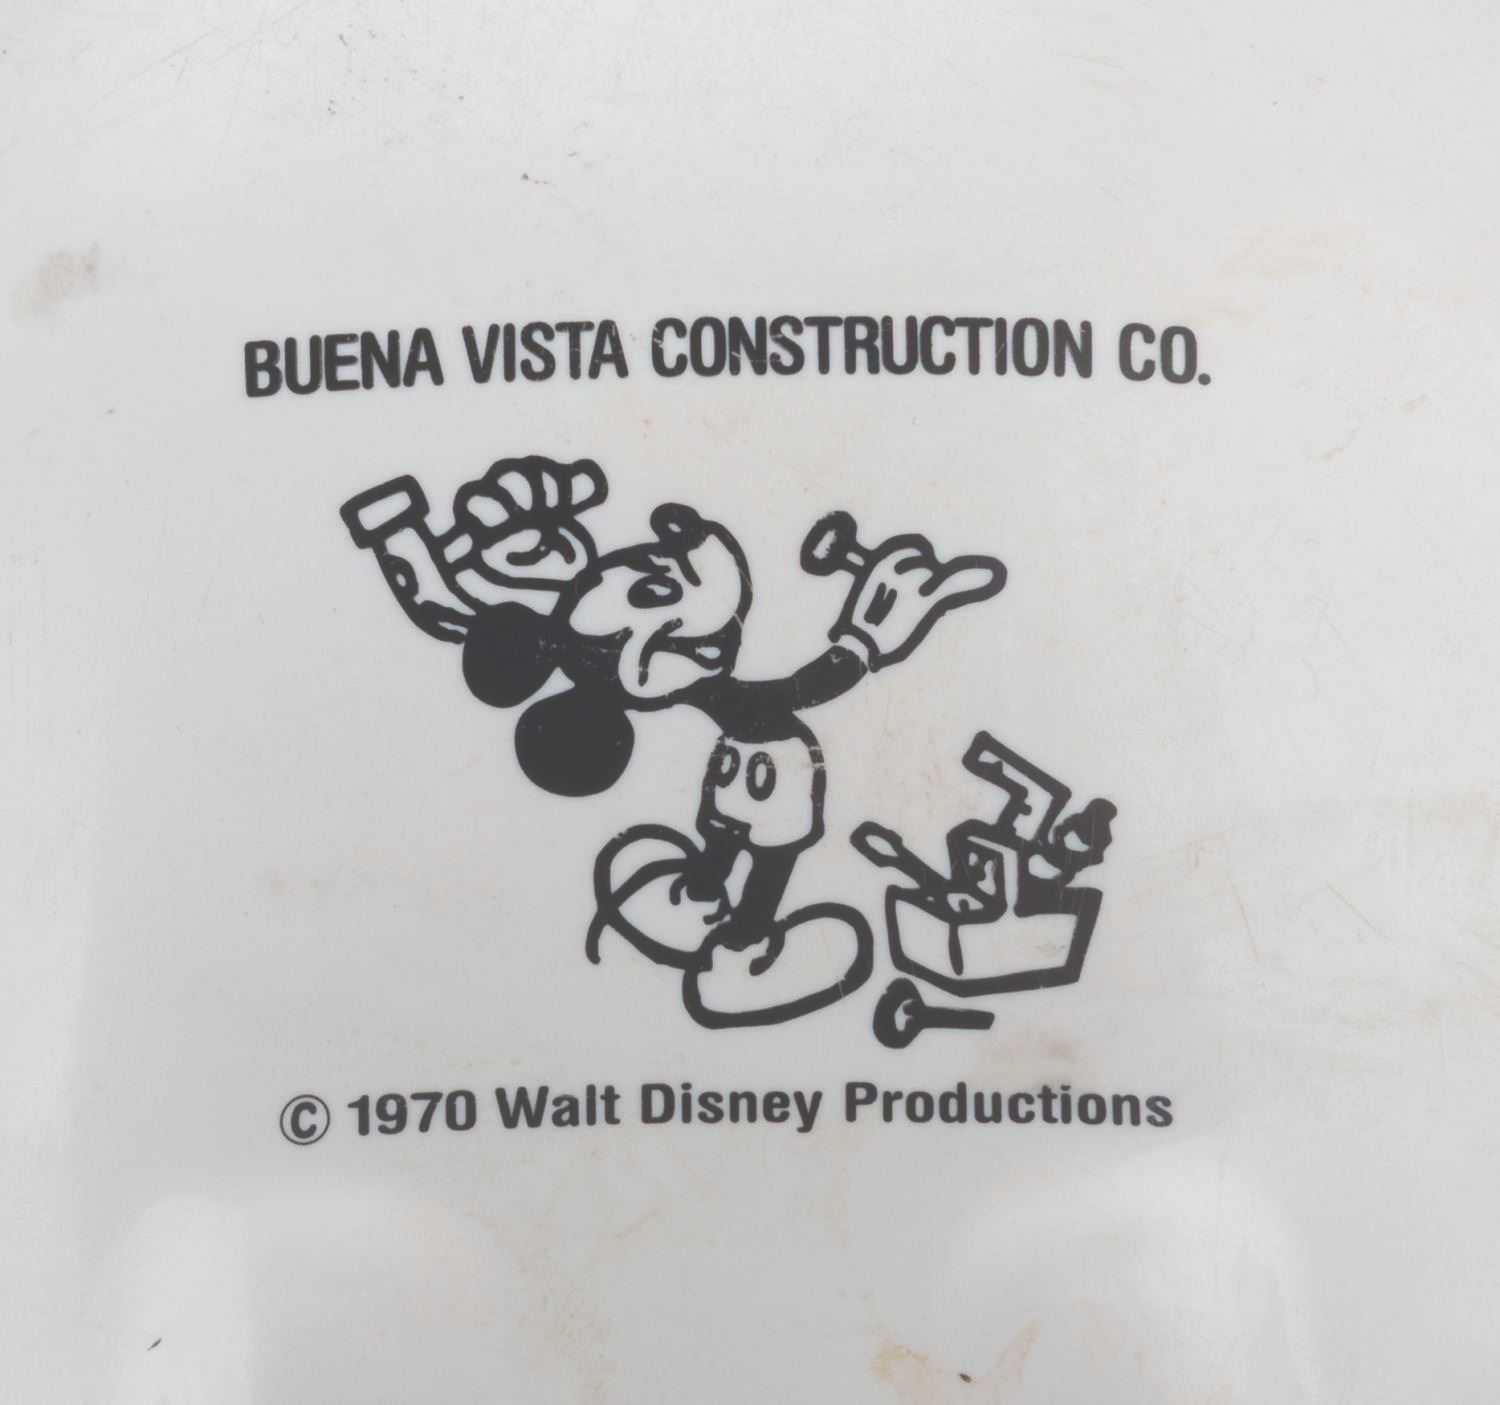 BUENA VISTA CONSTRUCTION CO.
© 1970 Walt Disney Productions